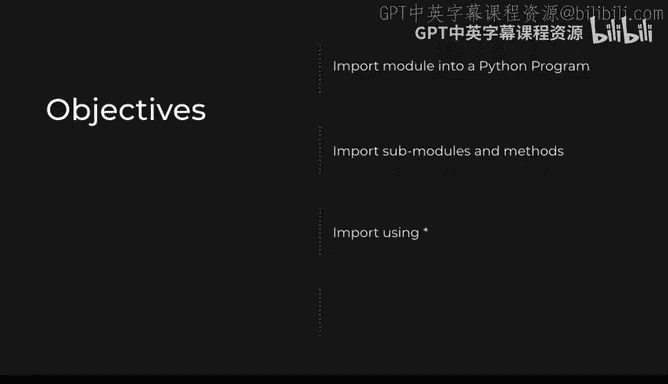 GPT中英字幕课程资源@bilibili.com
GPT中英字幕课程资源 bilibili
Import module into a Python Program
Objectives
Import sub-modules and methods
Import using *